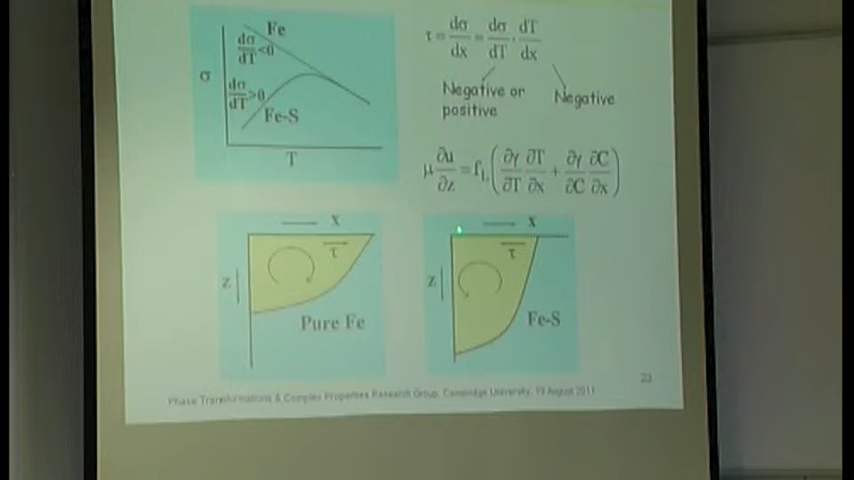 Fe
dσ/dT <0
σ
dσ/dT >0
Fe-S
T
τ = dσ/dx = dσ/dT · dT/dx
Negative or
positive
Negative
μ ∂u/∂z = f_L (∂γ/∂T ∂T/∂x + ∂γ/∂C ∂C/∂x)
x
τ
z
Pure Fe
x
τ
z
Fe-S
23
Phase Transformations & Complex Properties Research Group, Cambridge University, 19 August 2011